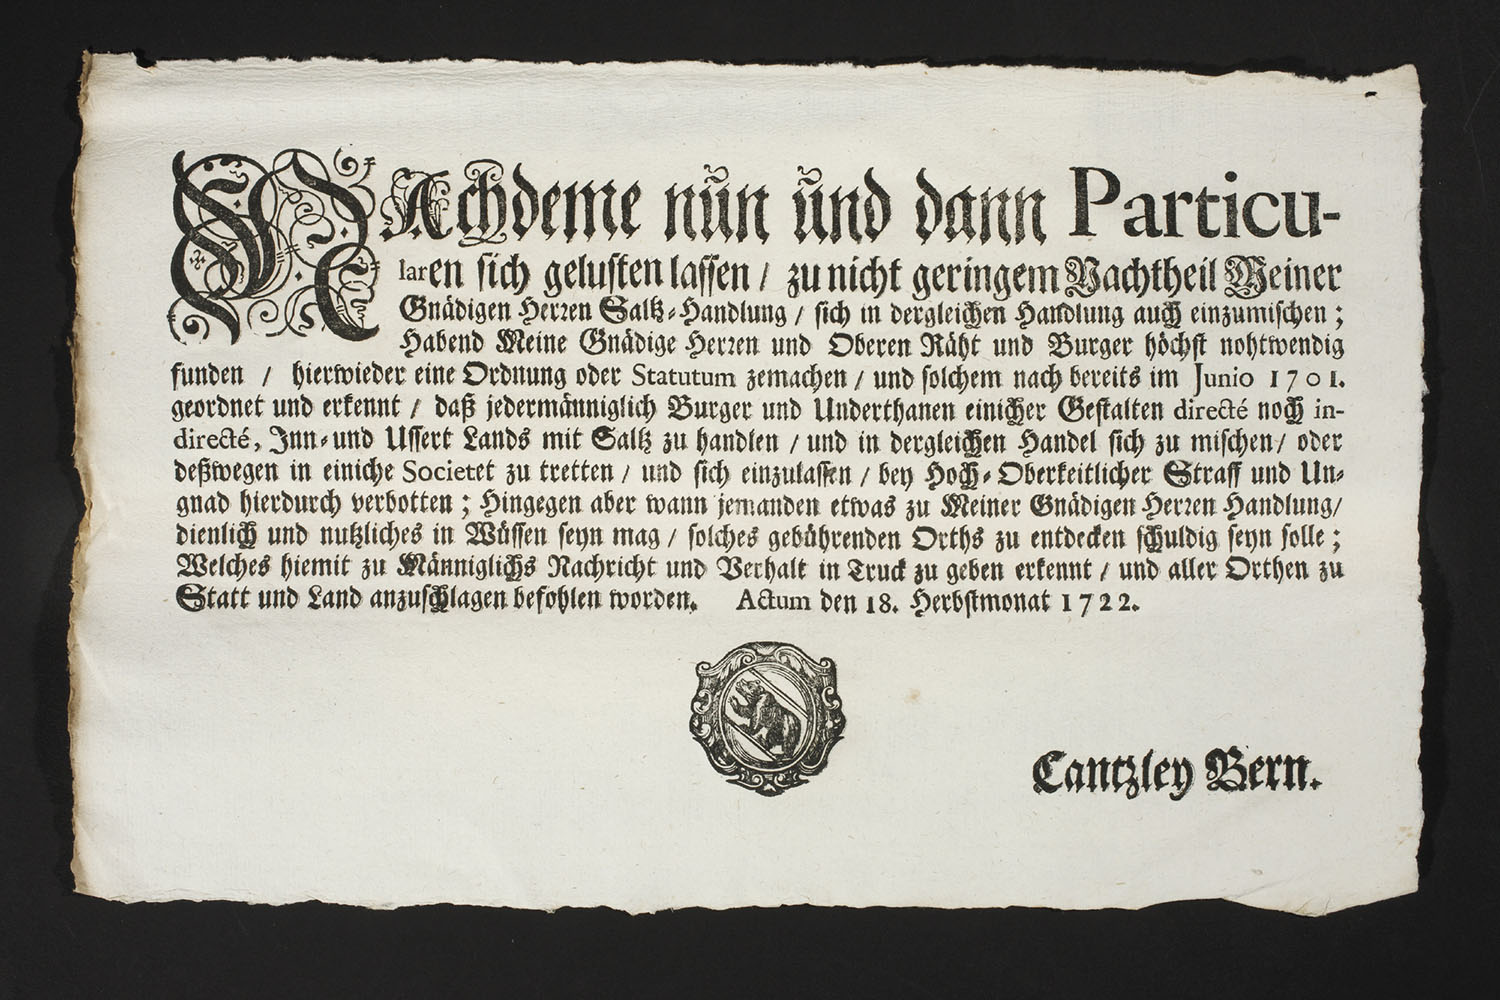 NAchdeme nũn ũnd dann Particu-
laren sich gelusten lassen / zu nicht geringem Nachtheil Meiner
Gnädigen Herren Saltz-Handlung / sich in dergleichen Handlung auch einzumischen ;
Habend Meine Gnädige Herren und Oberen Räht und Burger höchst nohtwendig
funden / hierwieder eine Ordnung oder Statutum zemachen / und solchem nach bereits im Junio 1701.
geordnet und erkennt / daß jedermänniglich Burger und Underthanen einicher Gestalten directé noch in-
directé, Inn- und Ussert Lands mit Saltz zu handlen / und in dergleichen Handel sich zu mischen / oder
deßwegen in einiche Societet zu tretten / und sich einzulassen / bey Hoch-Oberkeitlicher Straff und Un-
gnad hierdurch verbotten ; Hingegen aber wann jemanden etwas zu Meiner Gnädigen Herren Handlung /
dienlich und nutzliches in Wüssen seyn mag / solches gebührenden Orths zu entdecken schuldig seyn solle ;
Welches hiemit zu Männiglichs Nachricht und Verhalt in Truck zu geben erkennt / und aller Orthen zu
Statt und Land anzuschlagen befohlen worden. Actum den 18. Herbstmonat 1722.
Cantzley Bern.